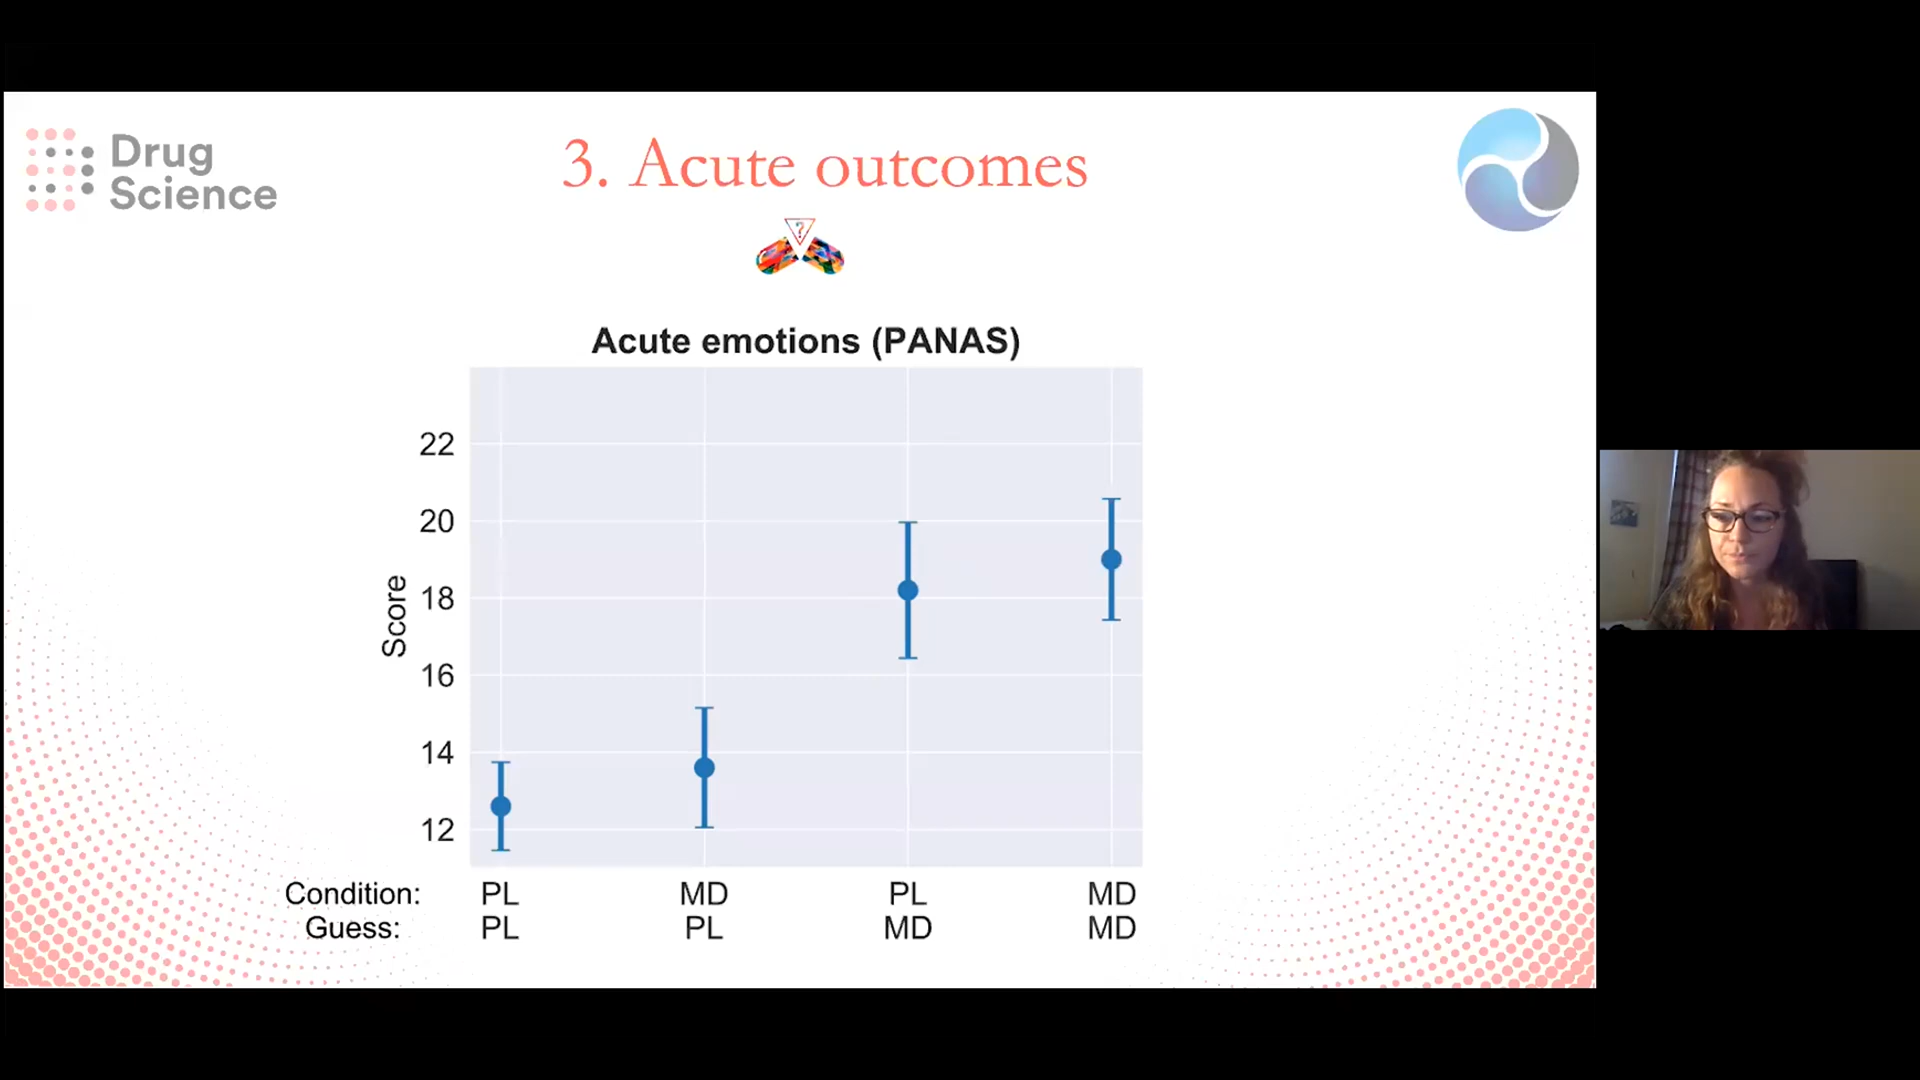 Drug
Science
3. Acute outcomes
?
Acute emotions (PANAS)
22
20
18
16
14
12
Score
Condition: PL MD PL MD
Guess: PL PL MD MD